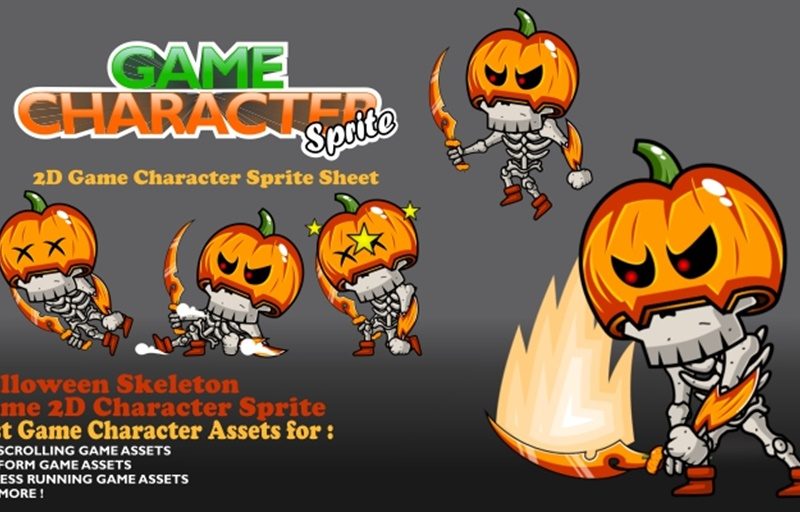 GAME
CHARACTER
Sprite
2D Game Character Sprite Sheet
lloween Skeleton
me 2D Character Sprite
t Game Character Assets for :
SCROLLING GAME ASSETS
FORM GAME ASSETS
ESS RUNNING GAME ASSETS
MORE !